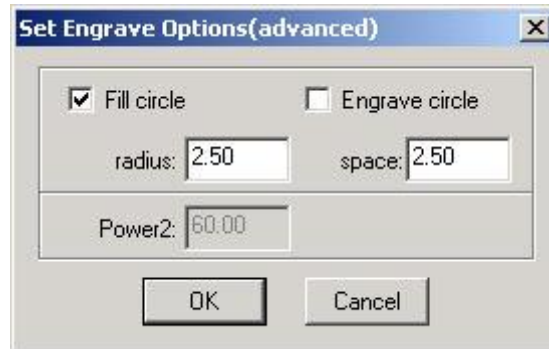 Set Engrave Options(advanced)
Fill circle Engrave circle
radius: 2.50 space: 2.50
Power2: 60.00
OK Cancel